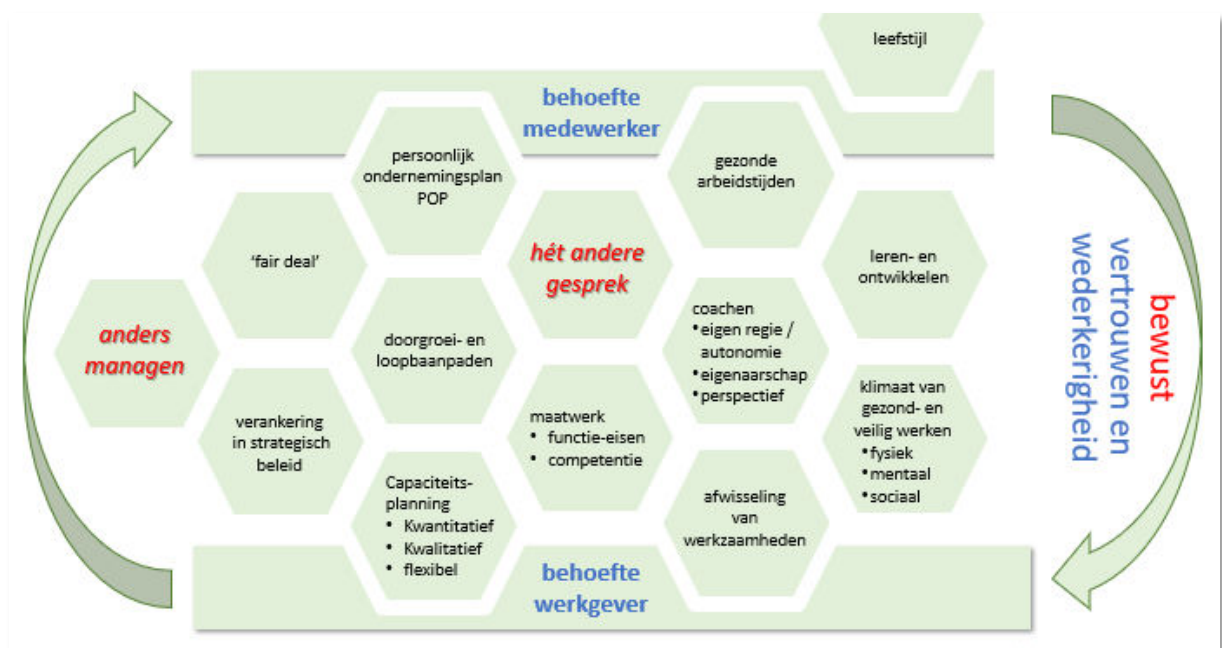 leefstijl
behoefte
medewerker
persoonlijk
ondernemingsplan
POP
gezonde
arbeidstijden
'fair deal'
hét andere
gesprek
leren- en
ontwikkelen
anders
managen
doorgroei- en
loopbaanpaden
coachen
•eigen regie /
autonomie
•eigenaarschap
•perspectief
verankering
in strategisch
beleid
maatwerk
• functie-eisen
• competentie
klimaat van
gezond- en
veilig werken
•fysiek
•mentaal
•sociaal
Capaciteits-
planning
• Kwantitatief
• Kwalitatief
• flexibel
afwisseling
van
werkzaamheden
behoefte
werkgever
bewust
vertrouwen en
wederkerigheid